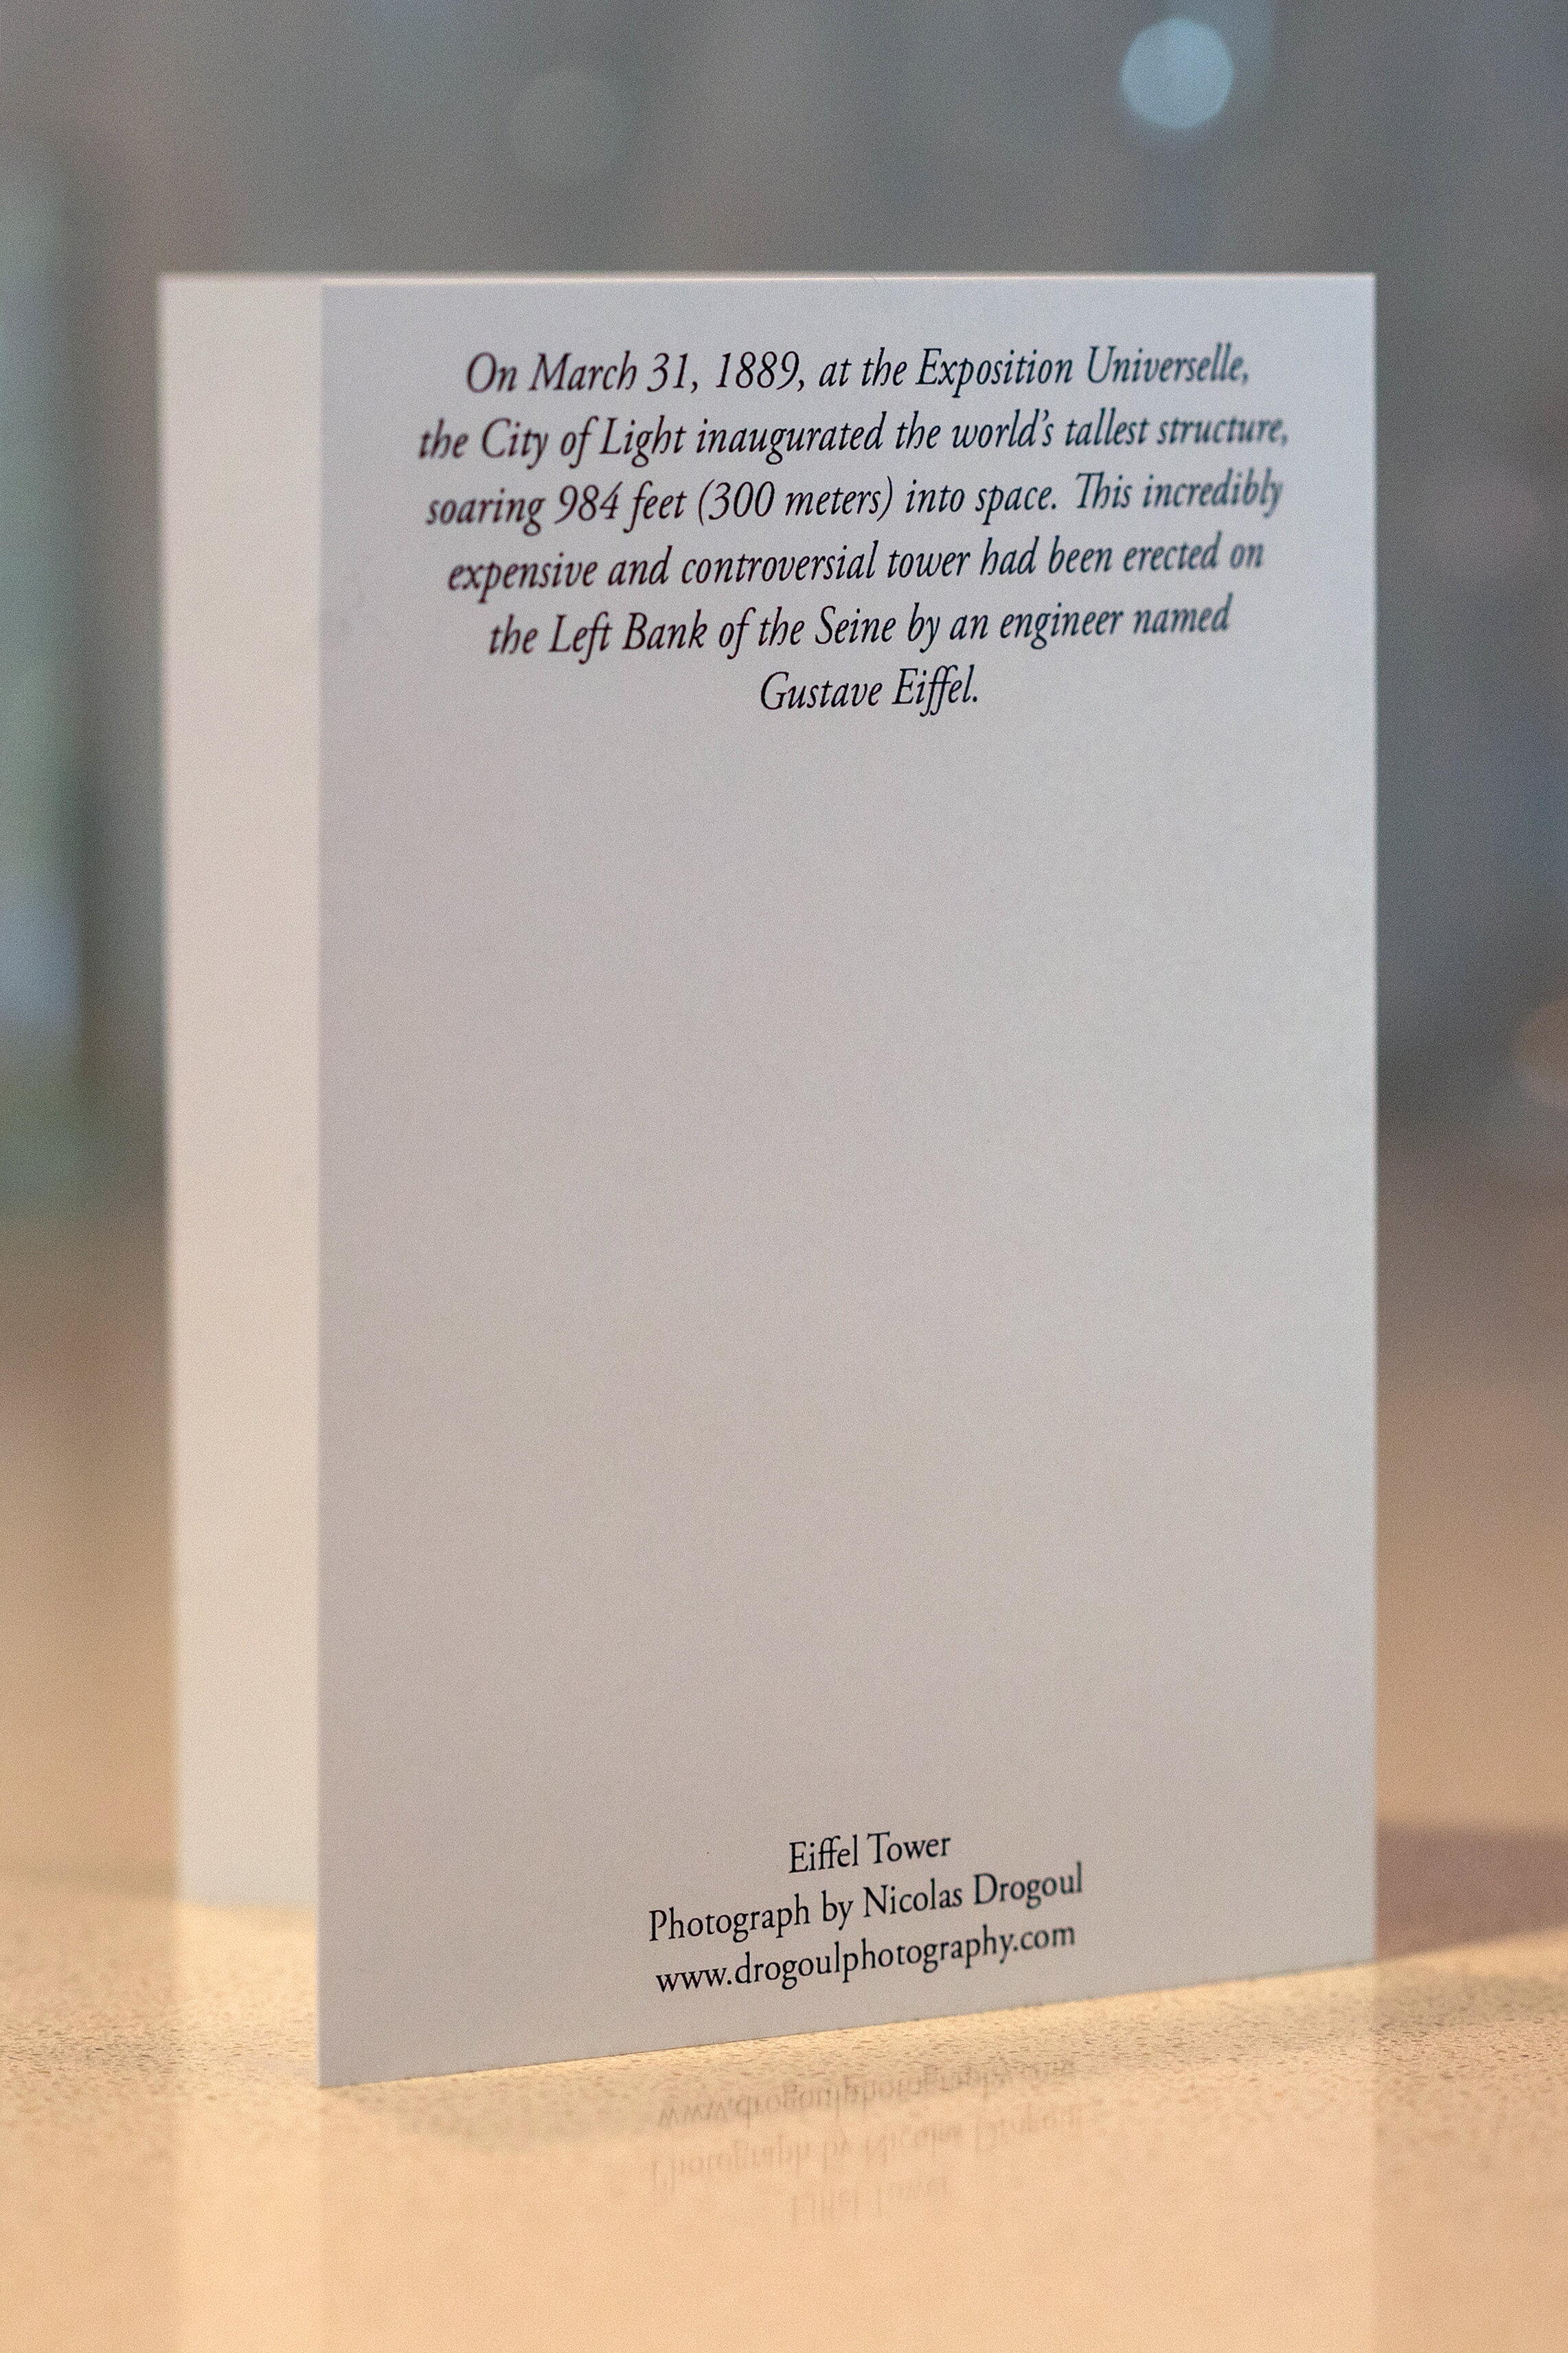 On March 31, 1889, at the Exposition Universelle,
the City of Light inaugurated the world’s tallest structure,
soaring 984 feet (300 meters) into space. This incredibly
expensive and controversial tower had been erected on
the Left Bank of the Seine by an engineer named
Gustave Eiffel.
Eiffel Tower
Photograph by Nicolas Drogoul
www.drogoulphotography.com